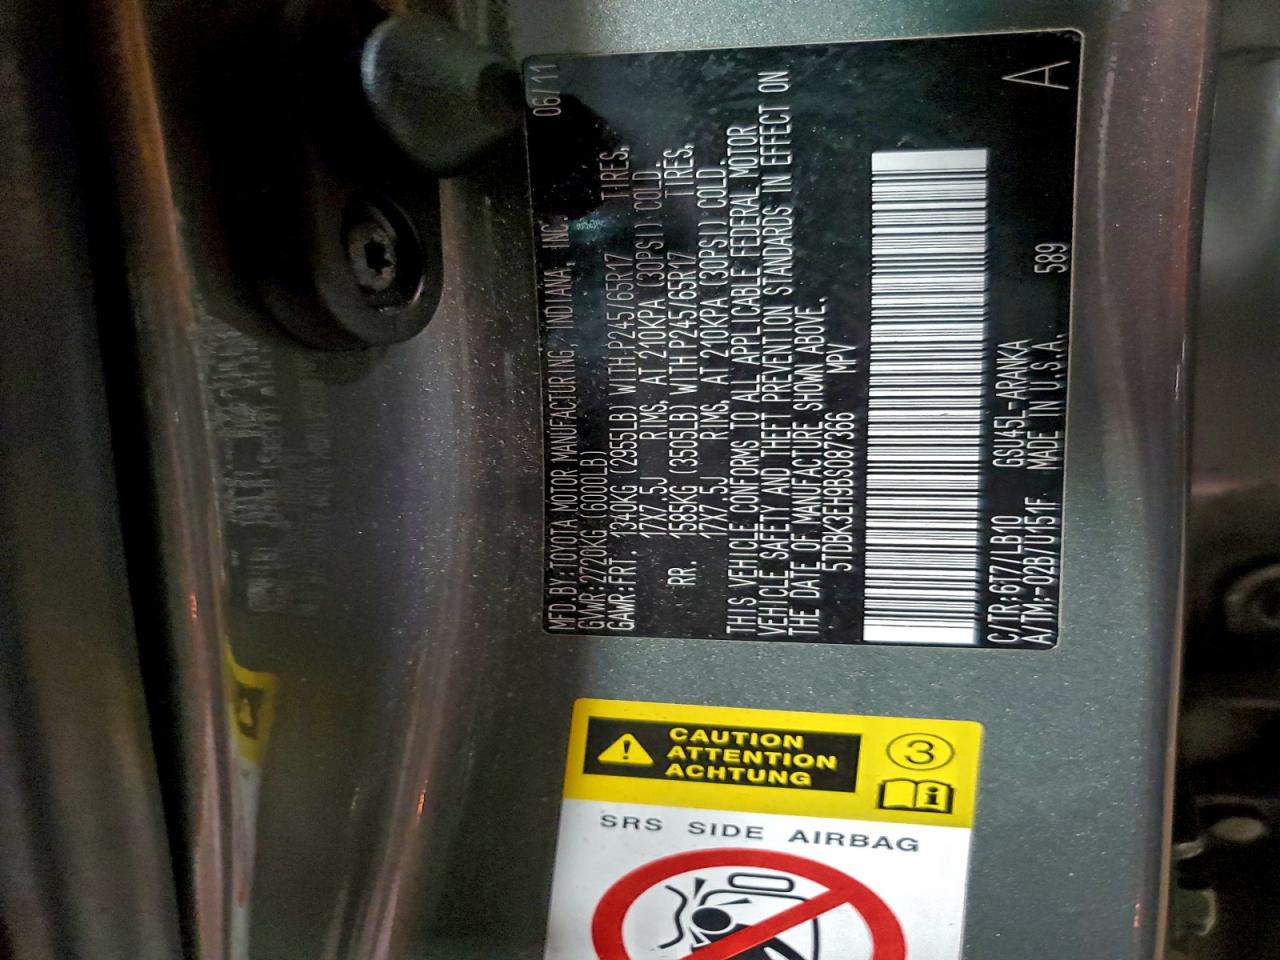 MFD.BY:TOYOTA MOTOR MANUFACTURING, INDIANA, INC. 06/11
GVWR:2720KG(6000LB)
GAWR:FRT. 1340KG (2955LB) WITH P245/65R17 TIRES,
17X7.5J RIMS, AT 210KPA (30PSI) COLD.
RR. 1585KG (3505LB) WITH P245/65R17 TIRES,
17X7.5J RIMS, AT 210KPA (30PSI) COLD.
THIS VEHICLE CONFORMS TO ALL APPLICABLE FEDERAL MOTOR
VEHICLE SAFETY AND THEFT PREVENTION STANDARDS IN EFFECT ON
THE DATE OF MANUFACTURE SHOWN ABOVE.
5TDBK3EH9BS087366 MPV
C/TR:6T7/LB10 GSU45L-ARANKA 589 A
A/TM:-02B/U151F MADE IN U.S.A.
CAUTION
ATTENTION
ACHTUNG
3
i
SRS SIDE AIRBAG